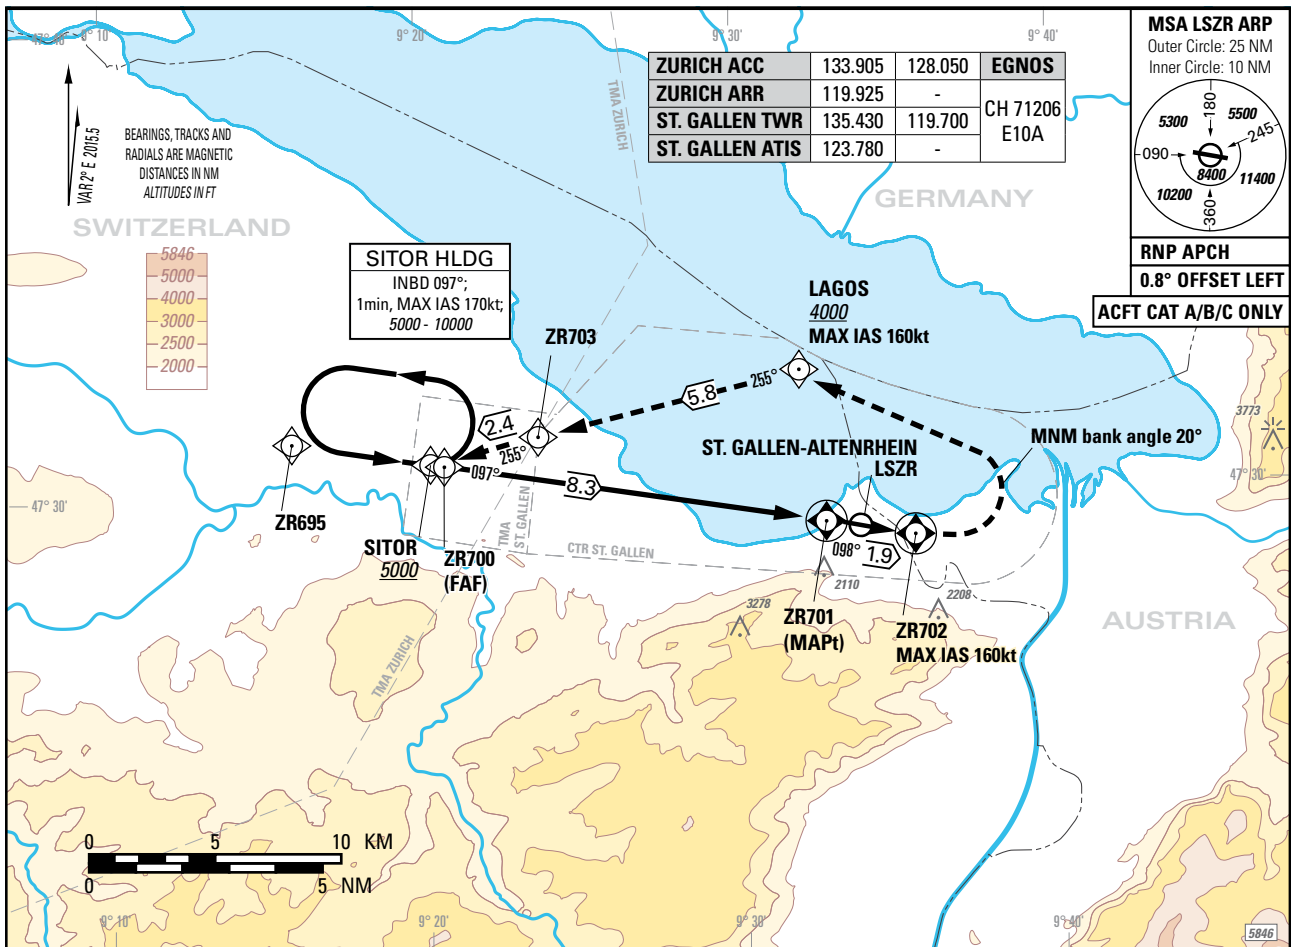 47° 40'
9° 10'
9° 20'
9° 30'
9° 40'
MSA LSZR ARP
Outer Circle: 25 NM
Inner Circle: 10 NM
180
5300
5500
245
090
8400
11400
10200
360
RNP APCH
0.8° OFFSET LEFT
ACFT CAT A/B/C ONLY
ZURICH ACC 133.905 128.050 EGNOS
ZURICH ARR 119.925 - CH 71206
ST. GALLEN TWR 135.430 119.700 E10A
ST. GALLEN ATIS 123.780 -
VAR 2° E 2015.5
BEARINGS, TRACKS AND
RADIALS ARE MAGNETIC
DISTANCES IN NM
ALTITUDES IN FT
TMA ZURICH
SWITZERLAND
GERMANY
5846
5000
4000
3000
2500
2000
SITOR HLDG
INBD 097°;
1min, MAX IAS 170kt;
5000 - 10000
LAGOS
4000
MAX IAS 160kt
ZR703
255°
5.8
2.4
255°
3773
MNM bank angle 20°
ST. GALLEN-ALTENRHEIN
LSZR
097°
8.3
47° 30'
47° 30'
ZR695
SITOR
5000
ZR700
(FAF)
TMA
ST. GALLEN
CTR ST. GALLEN
098°
1.9
2110
2208
3278
ZR701
(MAPt)
ZR702
MAX IAS 160kt
AUSTRIA
TMA ZURICH
0 5 10 KM
0 5 NM
9° 10'
9° 20'
9° 30'
9° 40'
5846